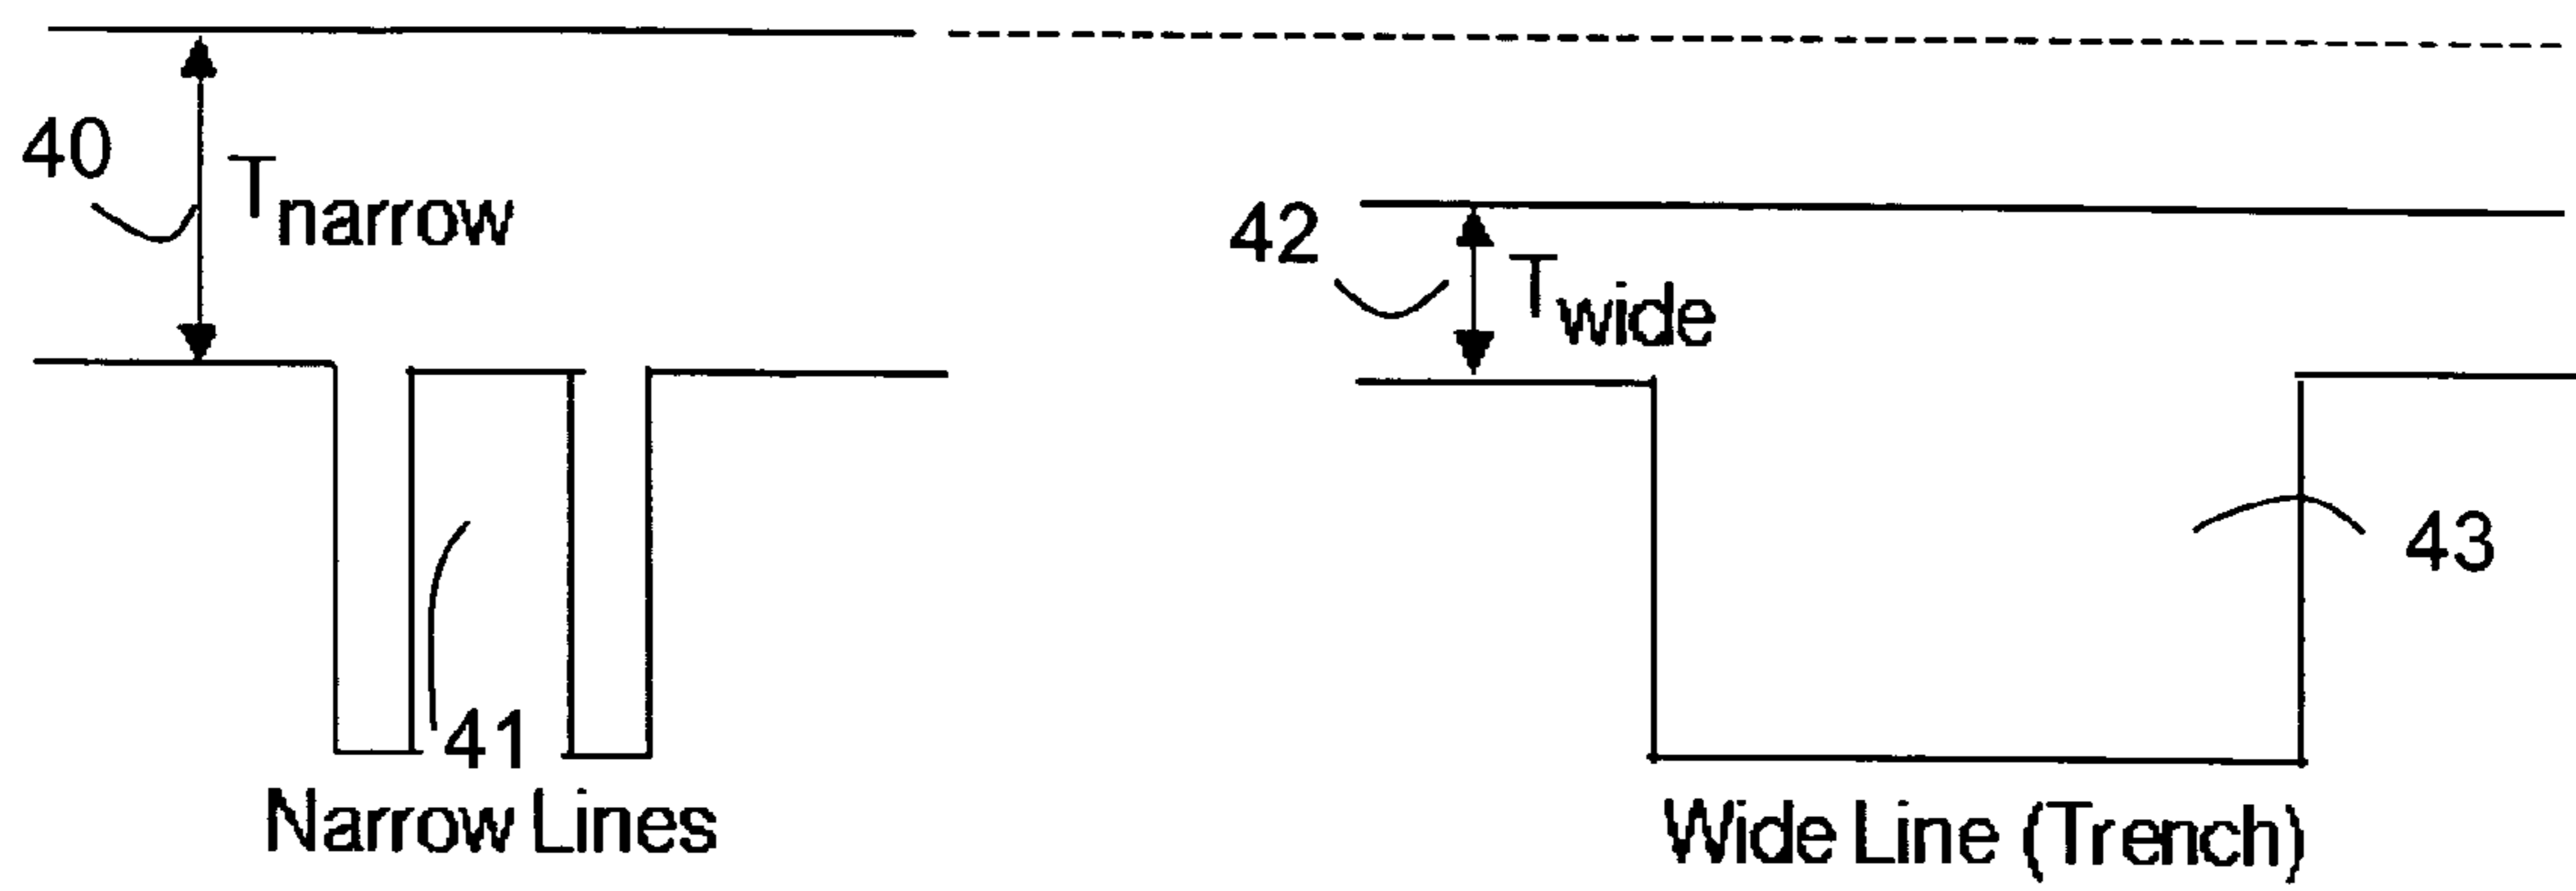 40
Tnarrow
42
Twide
43
41
Narrow Lines
Wide Line (Trench)